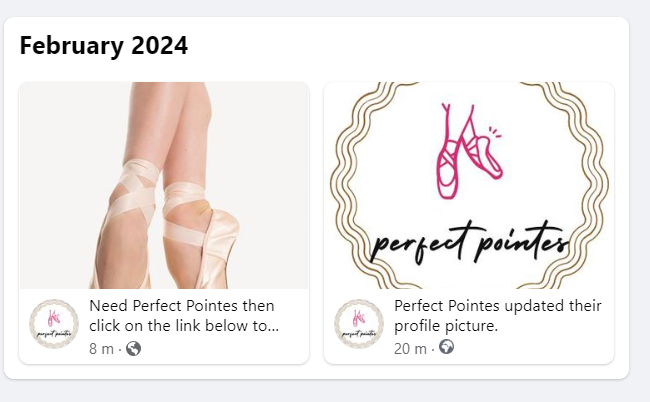 February 2024
perfect pointes
perfect pointes
Need Perfect Pointes then
click on the link below to...
8 m ·
perfect pointes
Perfect Pointes updated their
profile picture.
20 m ·